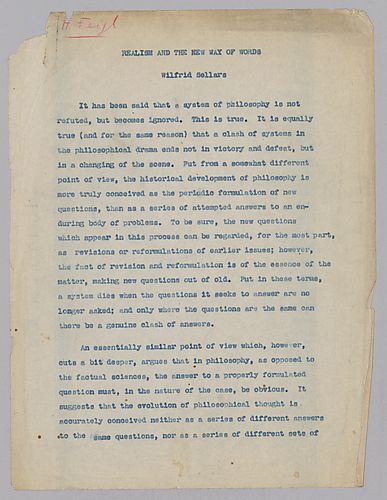 H. Feigl
REALISM AND THE NEW WAY OF WORDS
Wilfrid Sellars
It has been said that a system of philosophy is not
refuted, but becomes ignored. This is true. It is equally
true (and for the same reason) that a clash of systems in
the philosophical drama ends not in victory and defeat, but
in a changing of the scene. Put from a somewhat different
point of view, the historical development of philosophy is
more truly conceived as the periodic formulation of new
questions, than as a series of attempted answers to an en-
during body of problems. To be sure, the new questions
which appear in this process can be regarded, for the most part,
as revisions or reformulations of earlier issues; however,
the fact of revision and reformulation is of the essence of the
matter, making new questions out of old. Put in these terms,
a system dies when the questions it seeks to answer are no
longer asked; and only where the questions are the same can
there be a genuine clash of answers.
An essentially similar point of view which, however,
cuts a bit deeper, argues that in philosophy, as opposed to
the factual sciences, the answer to a properly formulated
question must, in the nature of the case, be obvious. It
suggests that the evolution of philosophical thought is
accurately conceived neither as a series of different answers
to the same questions, nor as a series of different sets of